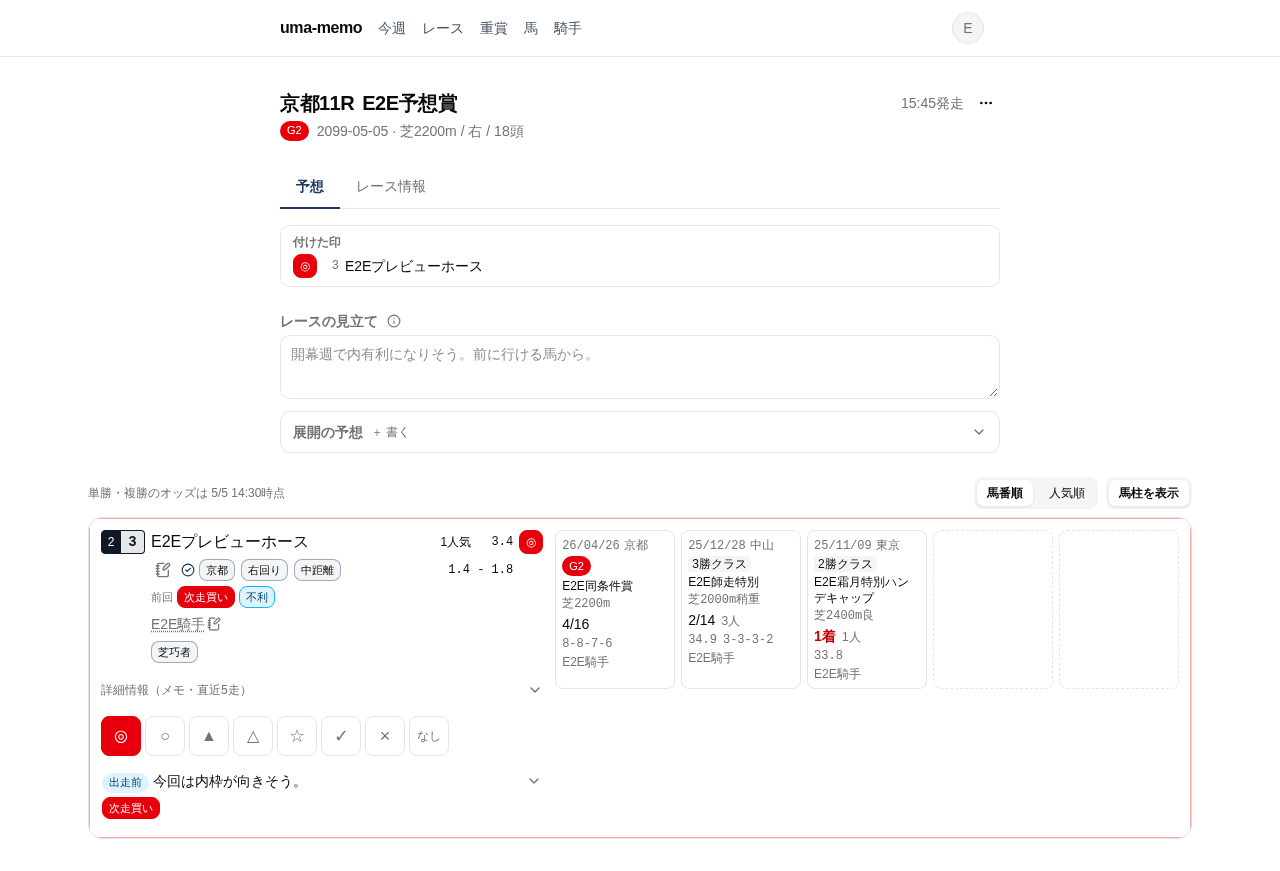 uma-memo 今週 レース 重賞 馬 騎手 E
京都11R E2E予想賞 15:45発走 ···
G2 2099-05-05 · 芝2200m / 右 / 18頭
予想 レース情報
付けた印
◎ 3 E2Eプレビューホース
レースの見立て
開幕週で内有利になりそう。前に行ける馬から。
展開の予想 + 書く
単勝・複勝のオッズは 5/5 14:30時点 馬番順 人気順 馬柱を表示
2 3 E2Eプレビューホース 1人気 3.4 ◎
京都 右回り 中距離 1.4 - 1.8
前回 次走買い 不利
E2E騎手
芝巧者
詳細情報（メモ・直近5走）
26/04/26 京都
G2
E2E同条件賞
芝2200m
4/16
8-8-7-6
E2E騎手
25/12/28 中山
3勝クラス
E2E師走特別
芝2000m稍重
2/14 3人
34.9 3-3-3-2
E2E騎手
25/11/09 東京
2勝クラス
E2E霜月特別ハン
デキャップ
芝2400m良
1着 1人
33.8
E2E騎手
◎ ○ ▲ △ ☆ ✓ × なし
出走前 今回は内枠が向きそう。
次走買い